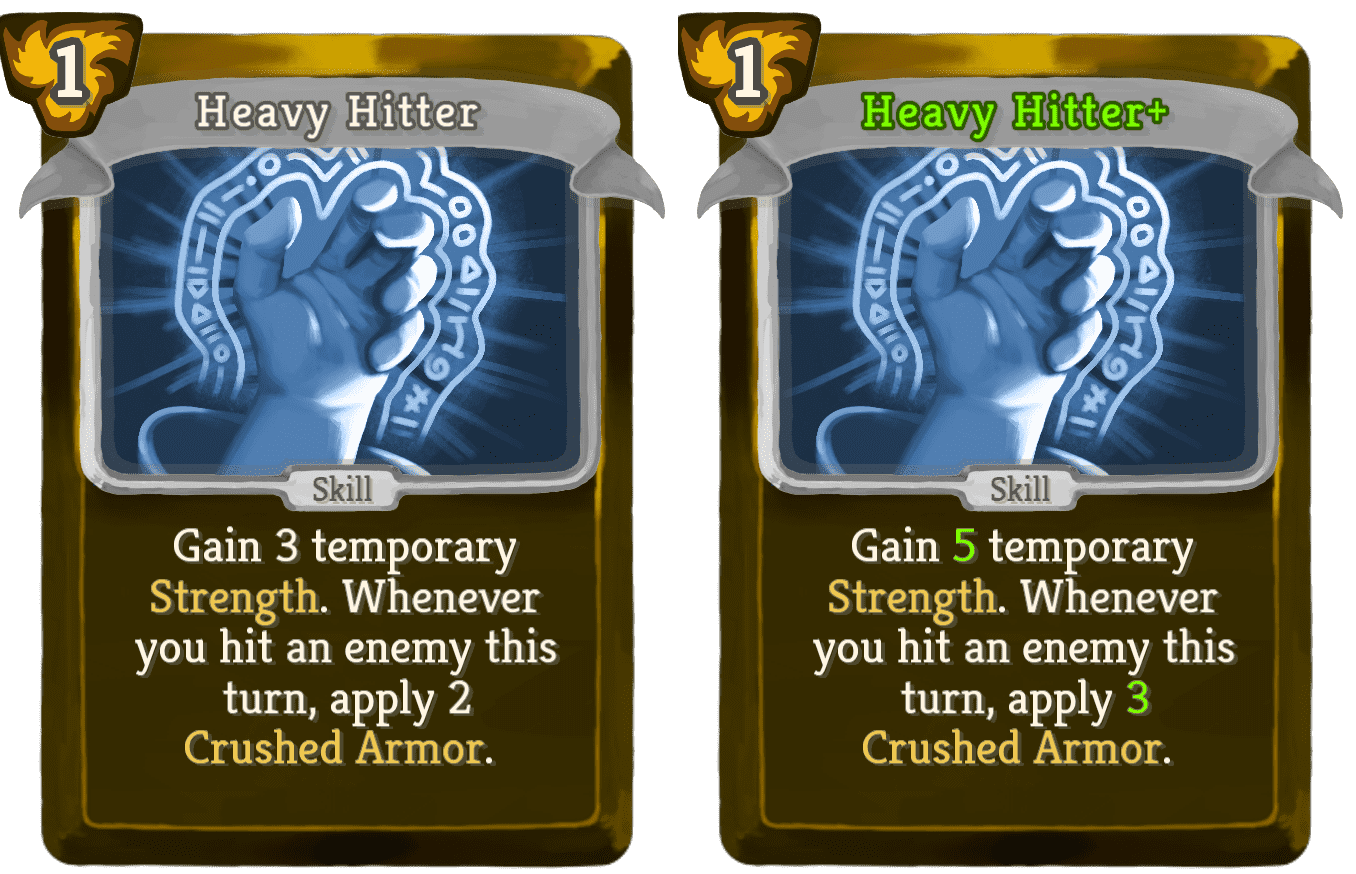 1
Heavy Hitter
Skill
Gain 3 temporary
Strength. Whenever
you hit an enemy this
turn, apply 2
Crushed Armor.
1
Heavy Hitter+
Skill
Gain 5 temporary
Strength. Whenever
you hit an enemy this
turn, apply 3
Crushed Armor.